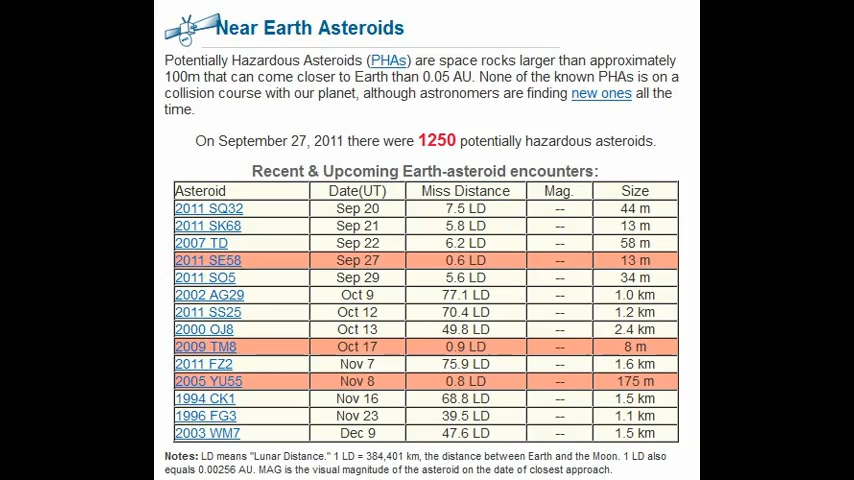 Near Earth Asteroids
Potentially Hazardous Asteroids (PHAs) are space rocks larger than approximately
100m that can come closer to Earth than 0.05 AU. None of the known PHAs is on a
collision course with our planet, although astronomers are finding new ones all the
time.
On September 27, 2011 there were 1250 potentially hazardous asteroids.
Recent & Upcoming Earth-asteroid encounters:
Asteroid Date(UT) Miss Distance Mag. Size
2011 SQ32 Sep 20 7.5 LD -- 44 m
2011 SK68 Sep 21 5.8 LD -- 13 m
2007 TD Sep 22 6.2 LD -- 58 m
2011 SE58 Sep 27 0.6 LD -- 13 m
2011 SO5 Sep 29 5.6 LD -- 34 m
2002 AG29 Oct 9 77.1 LD -- 1.0 km
2011 SS25 Oct 12 70.4 LD -- 1.2 km
2000 OJ8 Oct 13 49.8 LD -- 2.4 km
2009 TM8 Oct 17 0.9 LD -- 8 m
2011 FZ2 Nov 7 75.9 LD -- 1.6 km
2005 YU55 Nov 8 0.8 LD -- 175 m
1994 CK1 Nov 16 68.8 LD -- 1.5 km
1996 FG3 Nov 23 39.5 LD -- 1.1 km
2003 WM7 Dec 9 47.6 LD -- 1.5 km
Notes: LD means "Lunar Distance." 1 LD = 384,401 km, the distance between Earth and the Moon. 1 LD also
equals 0.00256 AU. MAG is the visual magnitude of the asteroid on the date of closest approach.